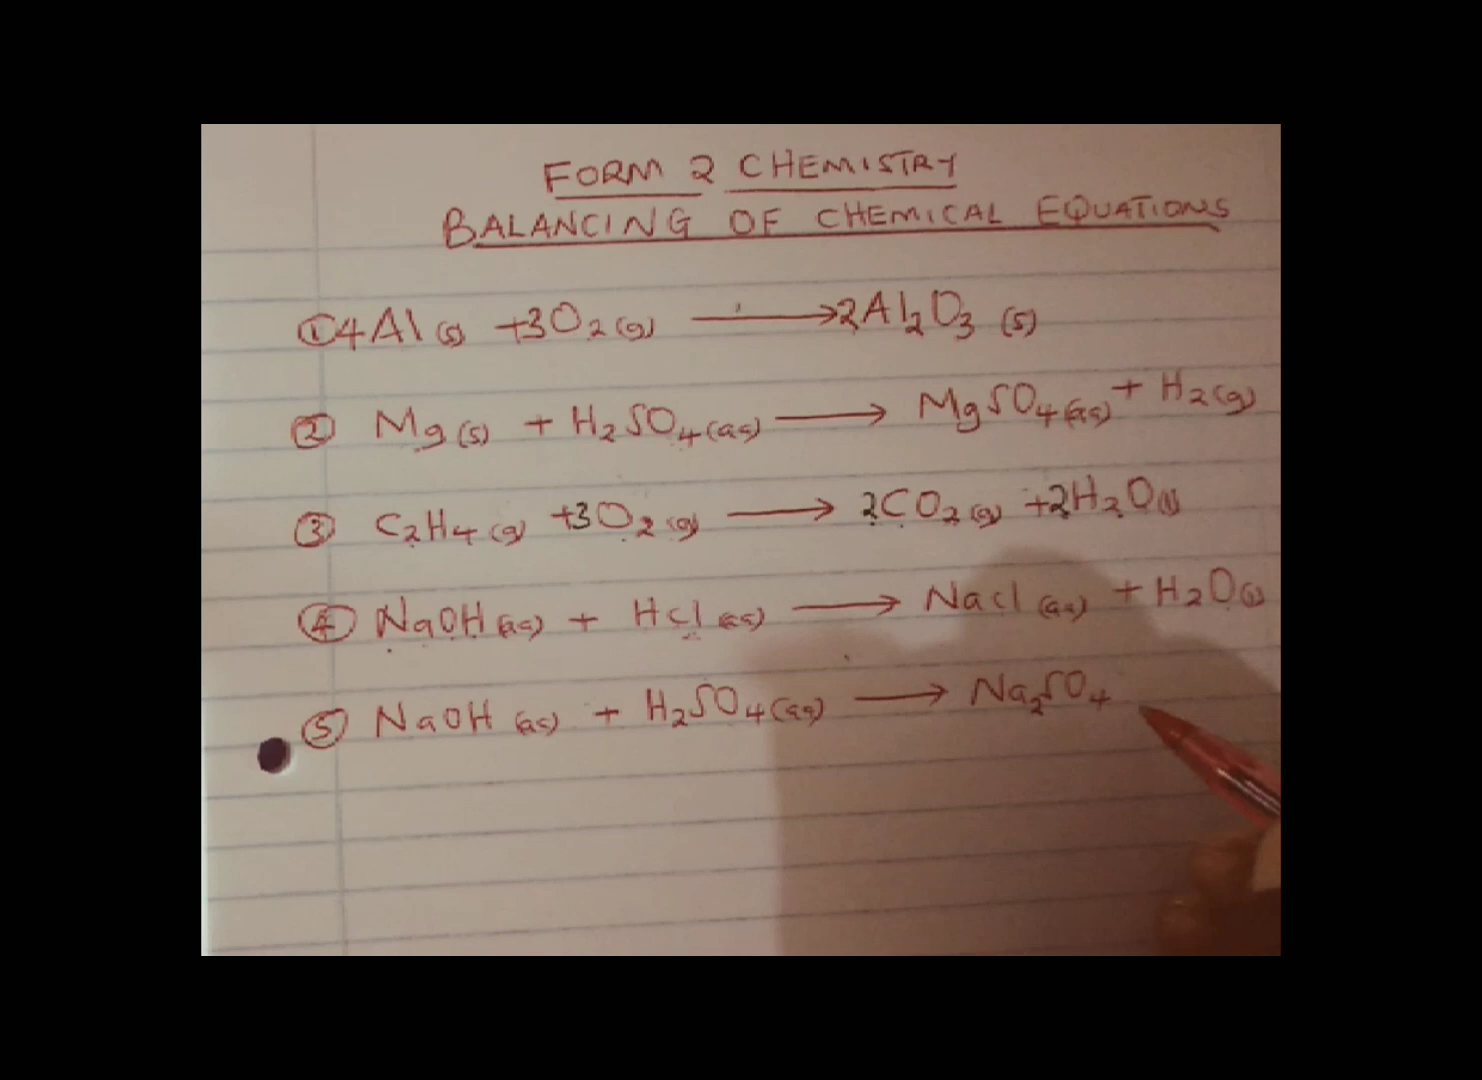 FORM 2 CHEMISTRY
BALANCING OF CHEMICAL EQUATIONS
① 4Al(s) + 3O₂(g) ⟶ 2Al₂O₃ (s)
② Mg(s) + H₂SO₄(aq) ⟶ MgSO₄(aq) + H₂(g)
③ C₂H₄(g) + 3O₂(g) ⟶ 2CO₂(g) + 2H₂O(l)
④ NaOH(aq) + HCl(aq) ⟶ NaCl(aq) + H₂O(l)
⑤ NaOH(aq) + H₂SO₄(aq) ⟶ Na₂SO₄